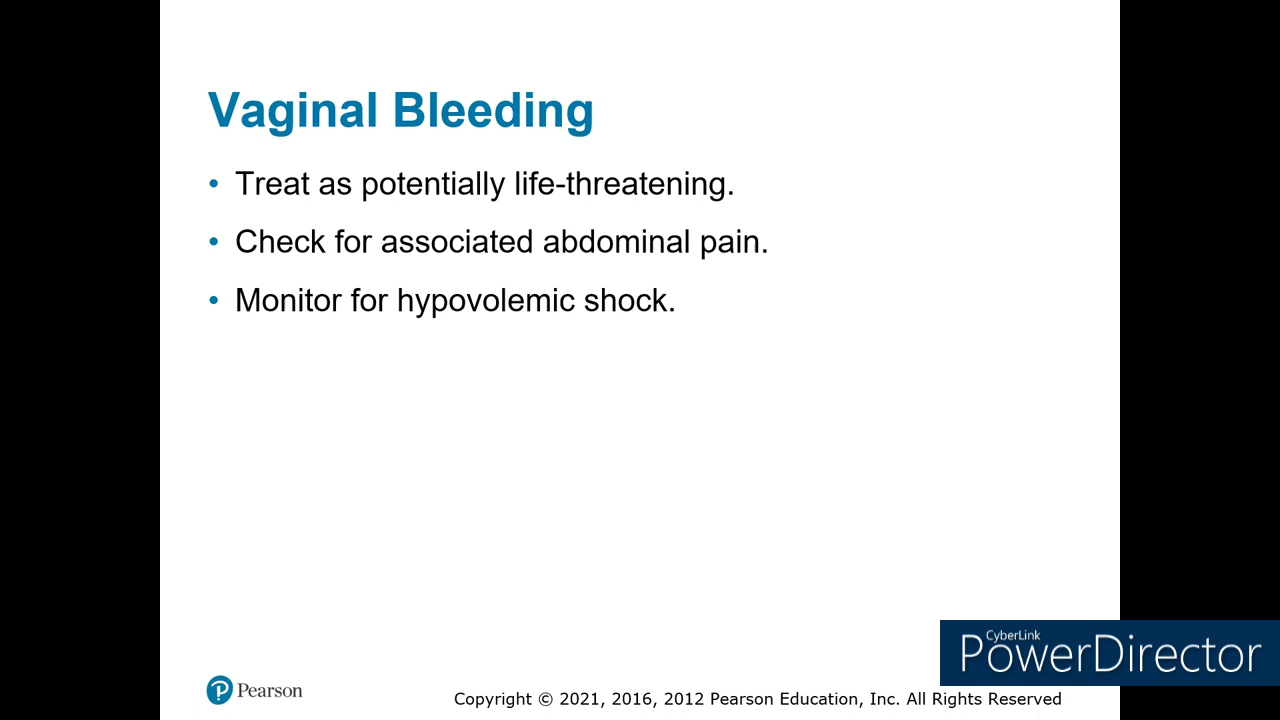 Vaginal Bleeding
• Treat as potentially life-threatening.
• Check for associated abdominal pain.
• Monitor for hypovolemic shock.
CyberLink
PowerDirector
Pearson
Copyright © 2021, 2016, 2012 Pearson Education, Inc. All Rights Reserved